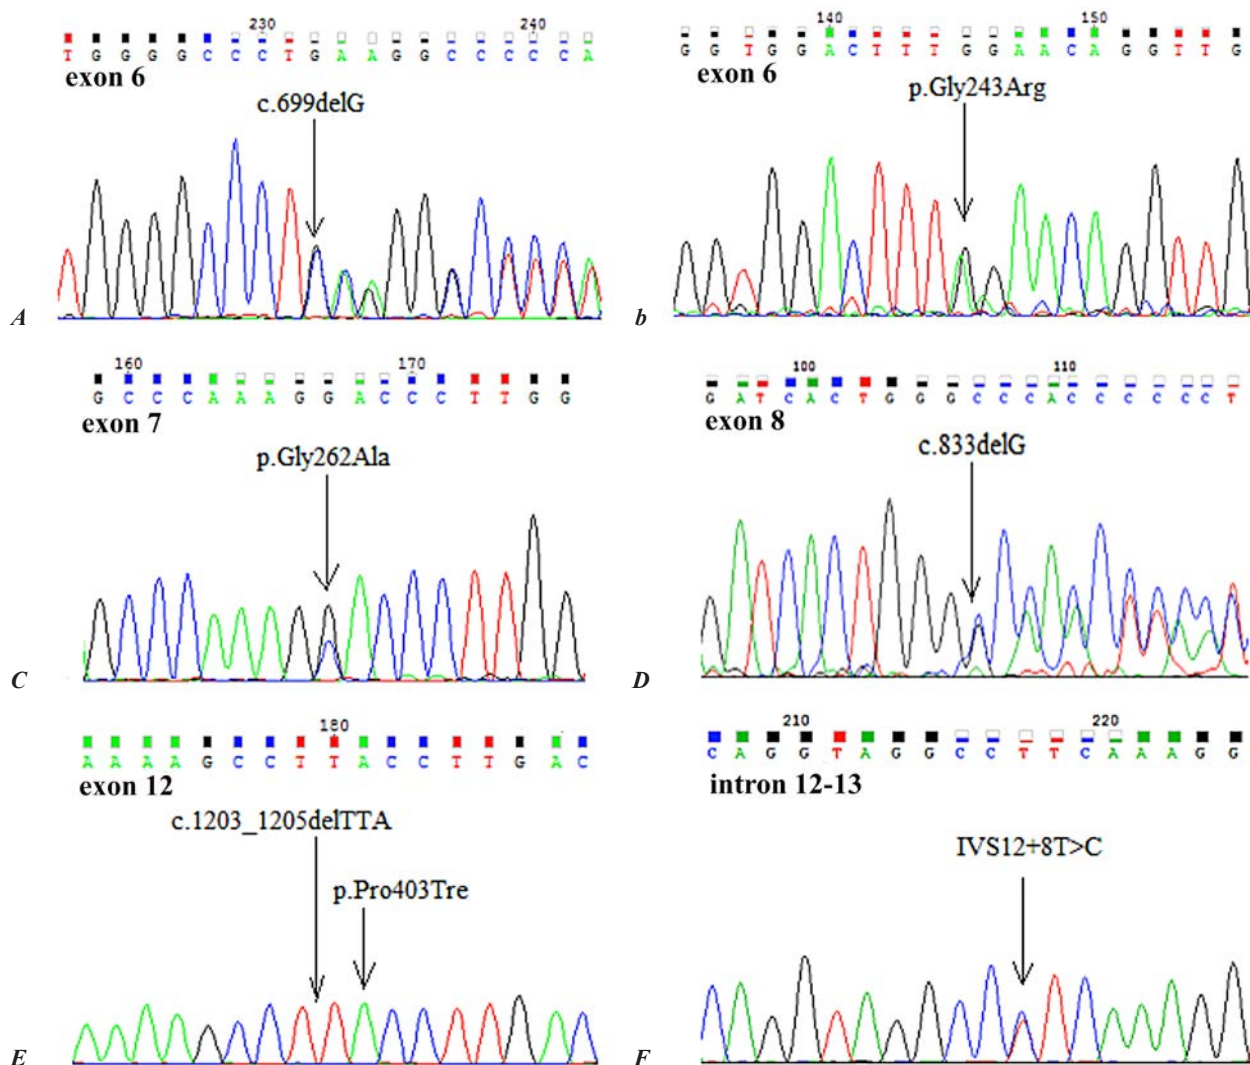 230 240
T G G G G C C C T G A A G G C C C C C A
exon 6
c.699delG
A
140 150
G G T G G A C T T T G G A A C A G G T T G
exon 6
p.Gly243Arg
b
160 170
G C C C A A A G G A C C C T T G G
exon 7
p.Gly262Ala
C
100 110
G A T C A C T G G G C C C A C C C C C C T
exon 8
c.833delG
D
180
A A A A G C C T T A C C T T G A C
exon 12
c.1203_1205delTTA
p.Pro403Tre
E
210 220
C A G G T A G G C C T T C A A A G G
intron 12-13
IVS12+8T>C
F